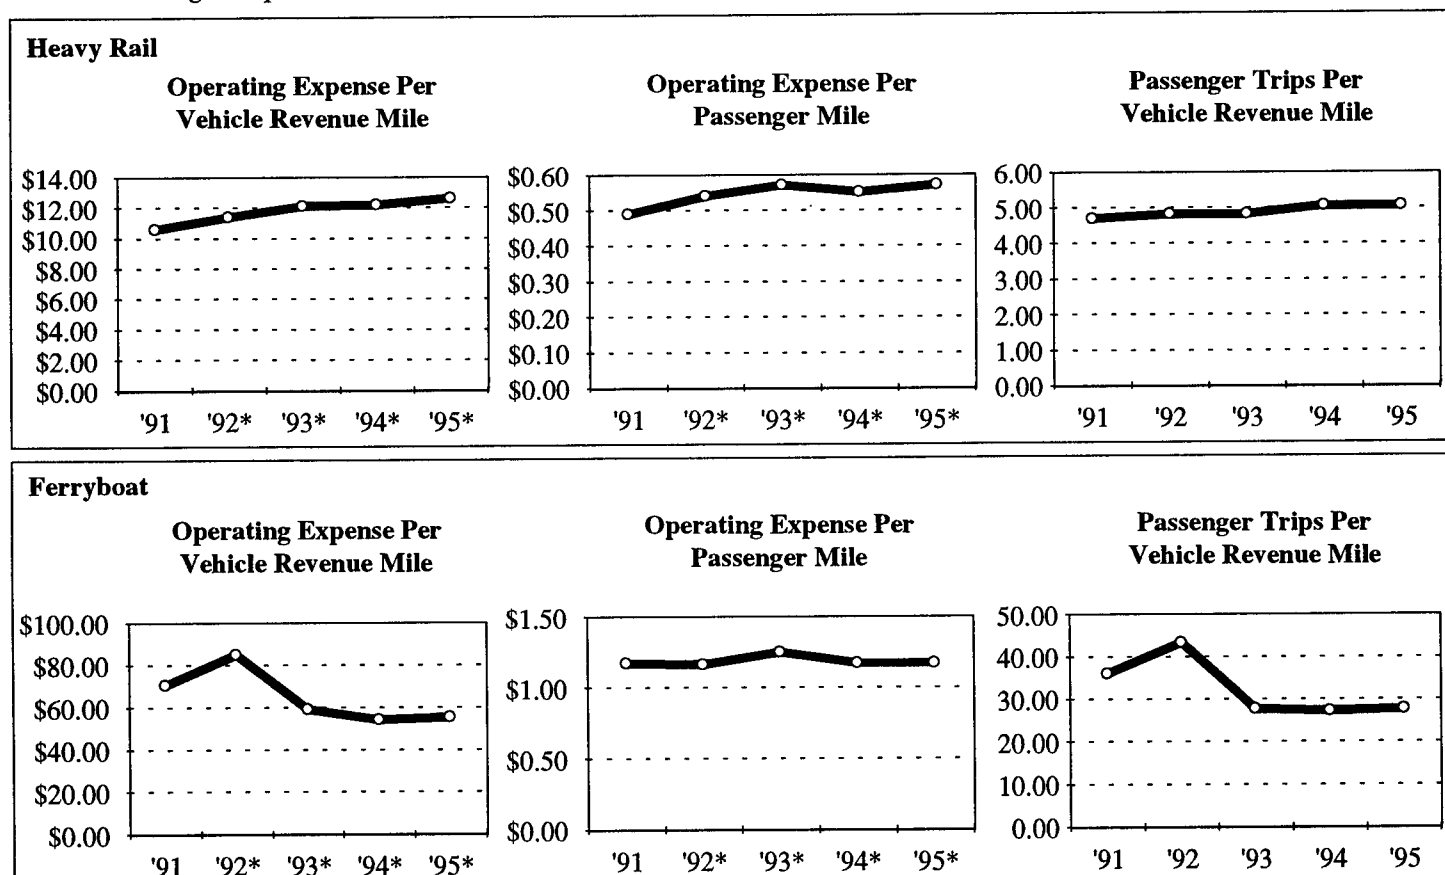 Heavy Rail
Operating Expense Per
Vehicle Revenue Mile
$14.00
$12.00
$10.00
$8.00
$6.00
$4.00
$2.00
$0.00
'91 '92* '93* '94* '95*
Operating Expense Per
Passenger Mile
$0.60
$0.50
$0.40
$0.30
$0.20
$0.10
$0.00
'91 '92* '93* '94* '95*
Passenger Trips Per
Vehicle Revenue Mile
6.00
5.00
4.00
3.00
2.00
1.00
0.00
'91 '92 '93 '94 '95
Ferryboat
Operating Expense Per
Vehicle Revenue Mile
$100.00
$80.00
$60.00
$40.00
$20.00
$0.00
'91 '92* '93* '94* '95*
Operating Expense Per
Passenger Mile
$1.50
$1.00
$0.50
$0.00
'91 '92* '93* '94* '95*
Passenger Trips Per
Vehicle Revenue Mile
50.00
40.00
30.00
20.00
10.00
0.00
'91 '92 '93 '94 '95